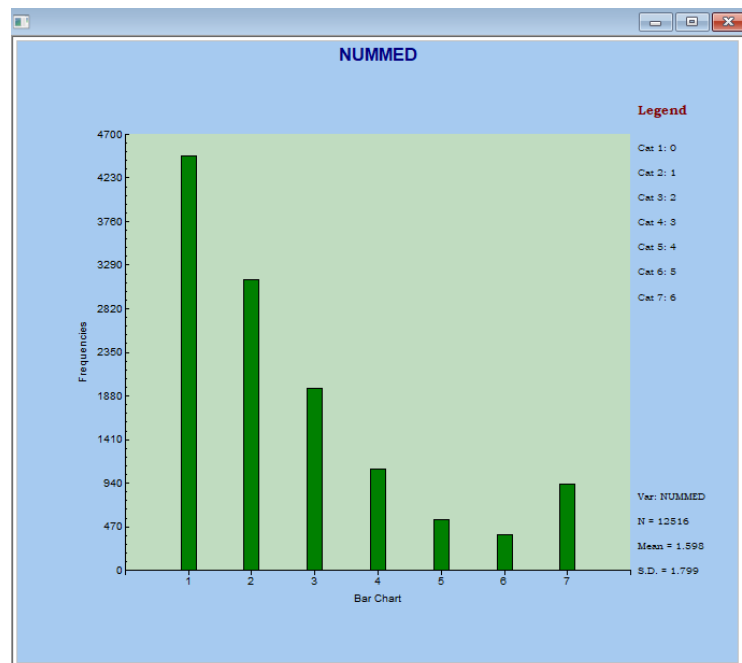 NUMMED
Legend
Cat 1: 0
Cat 2: 1
Cat 3: 2
Cat 4: 3
Cat 5: 4
Cat 6: 5
Cat 7: 6
4700
4230
3760
3290
2820
2350
1880
1410
940
470
0
Frequencies
1 2 3 4 5 6 7
Bar Chart
Var: NUMMED
N = 12516
Mean = 1.598
S.D. = 1.799